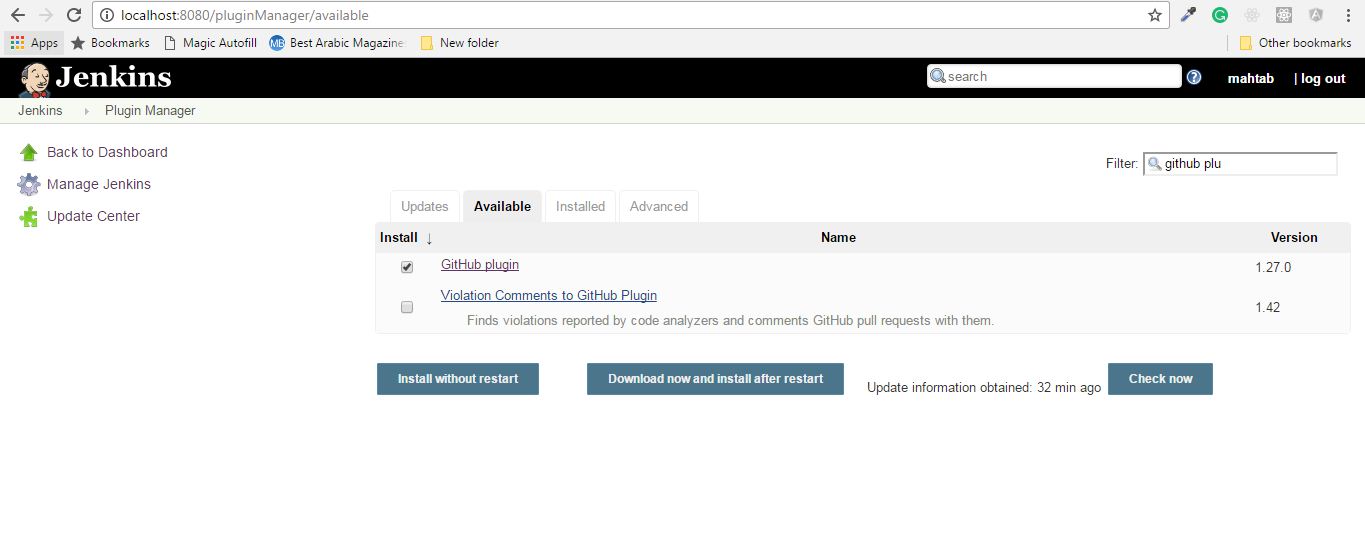 localhost:8080/pluginManager/available
Apps Bookmarks Magic Autofill MB Best Arabic Magazine New folder Other bookmarks
Jenkins search mahtab | log out
Jenkins Plugin Manager
Back to Dashboard
Filter: github plu
Manage Jenkins
Update Center
Updates Available Installed Advanced
Install ↓ Name Version
GitHub plugin 1.27.0
Violation Comments to GitHub Plugin
1.42
Finds violations reported by code analyzers and comments GitHub pull requests with them.
Install without restart Download now and install after restart Update information obtained: 32 min ago Check now